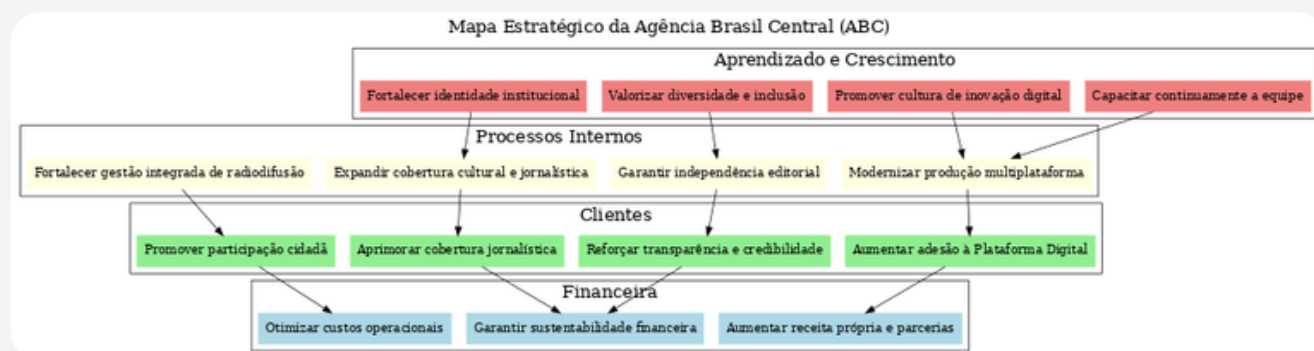 Mapa Estratégico da Agência Brasil Central (ABC)
Aprendizado e Crescimento
Fortalecer identidade institucional
Valorizar diversidade e inclusão
Promover cultura de inovação digital
Capacitar continuamente a equipe
Processos Internos
Fortalecer gestão integrada de radiodifusão
Expandir cobertura cultural e jornalística
Garantir independência editorial
Modernizar produção multiplataforma
Clientes
Promover participação cidadã
Aprimorar cobertura jornalística
Reforçar transparência e credibilidade
Aumentar adesão à Plataforma Digital
Financeira
Otimizar custos operacionais
Garantir sustentabilidade financeira
Aumentar receita própria e parcerias